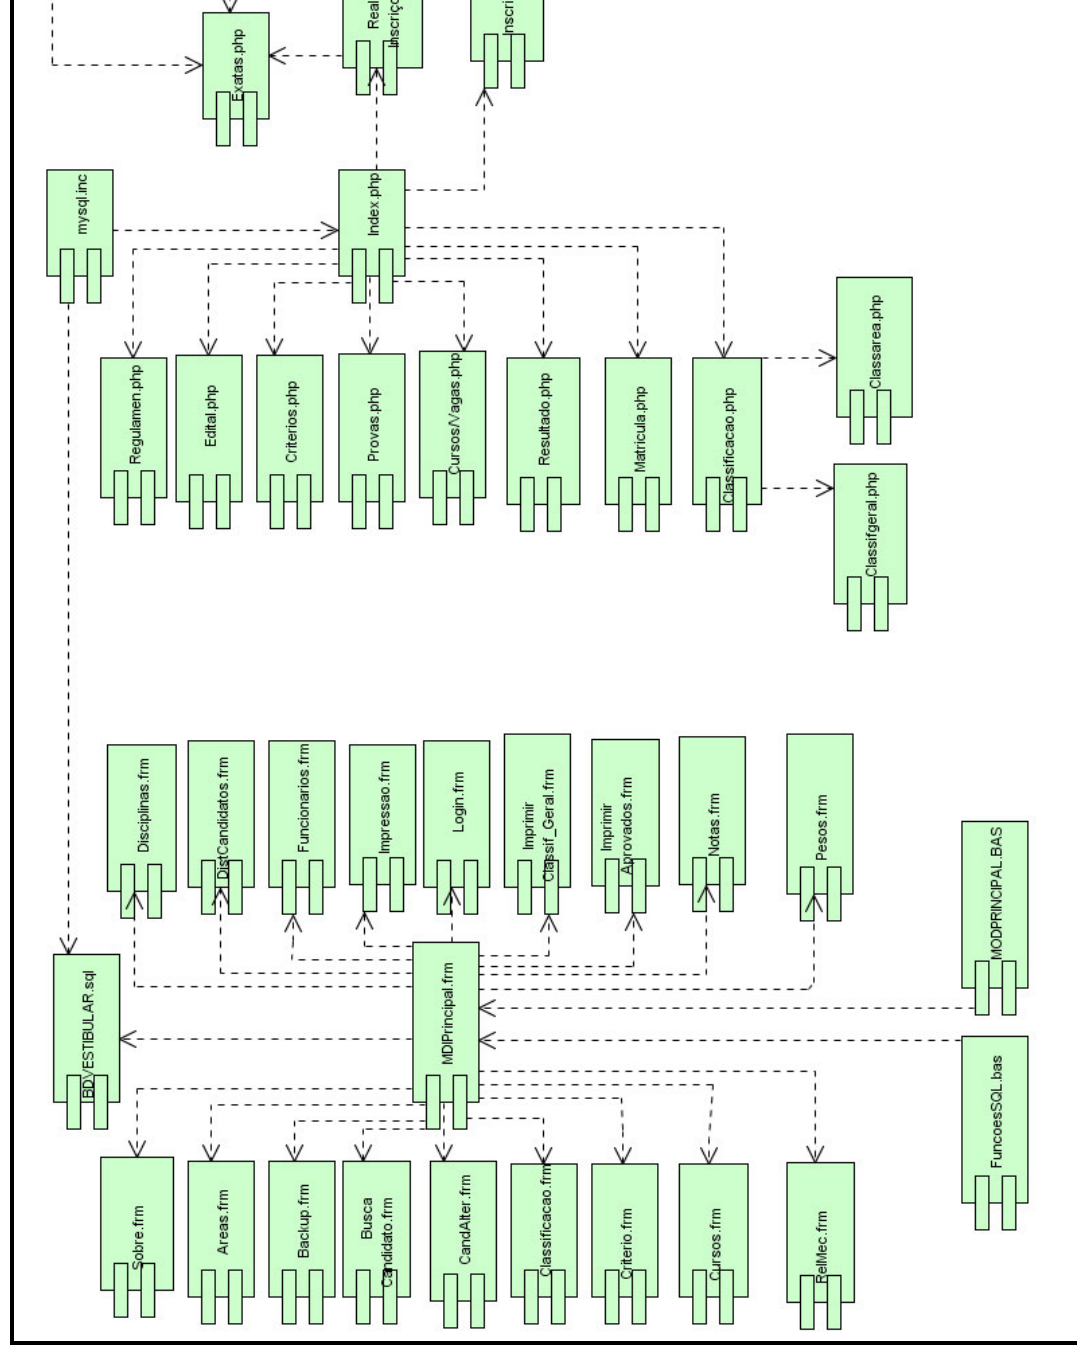 Exatas.php
Inscriço
mysql.inc
Index.php
Regulamen.php
Edital.php
Criterios.php
Provas.php
Cursos/Vagas.php
Resultado.php
Matricula.php
Classificacao.php
Classarea.php
Classifgeral.php
Disciplinas.frm
DistCandidatos.frm
Funcionarios.frm
Impressao.frm
Login.frm
Imprimir
Classif_Geral.frm
Imprimir
Aprovados.frm
Notas.frm
Pesos.frm
MODPRINCIPAL.BAS
BDVESTIBULAR.sql
MDIPrincipal.frm
FuncoesSQL.bas
Sobre.frm
Areas.frm
Backup.frm
Busca
Candidato.frm
CandAlter.frm
Classificacao.frm
Criterio.frm
Cursos.frm
RelMec.frm